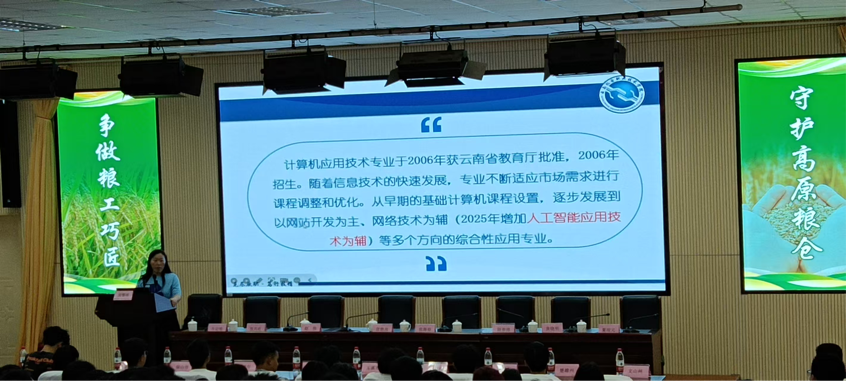 争做粮工巧匠
“
计算机应用技术专业于2006年获云南省教育厅批准，2006年
招生。随着信息技术的快速发展，专业不断适应市场需求进行
课程调整和优化。从早期的基础计算机课程设置，逐步发展到
以网站开发为主、网络技术为辅（2025年增加人工智能应用技
术为辅）等多个方向的综合性应用专业。
”
守护高原粮仓